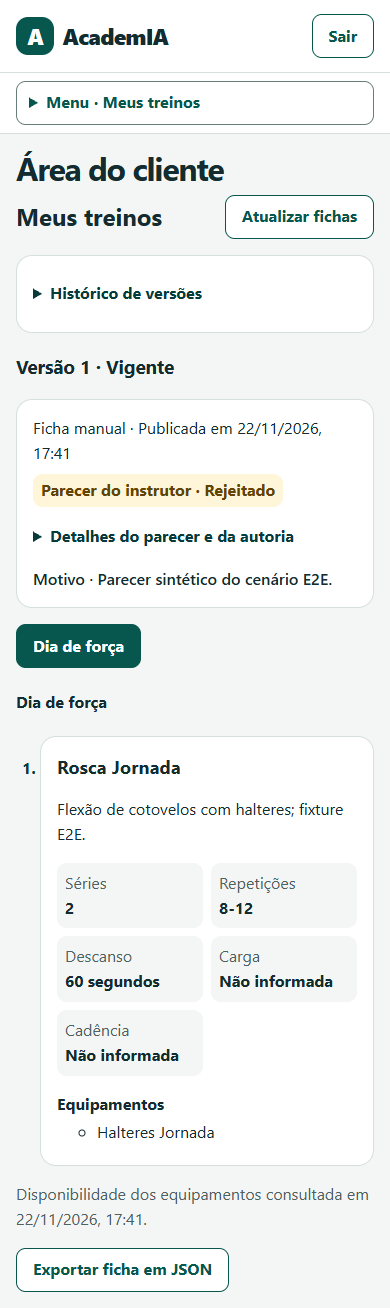 A AcademIA
Sair
Menu · Meus treinos
Área do cliente
Meus treinos
Atualizar fichas
Histórico de versões
Versão 1 · Vigente
Ficha manual · Publicada em 22/11/2026,
17:41
Parecer do instrutor · Rejeitado
Detalhes do parecer e da autoria
Motivo · Parecer sintético do cenário E2E.
Dia de força
Dia de força
1. Rosca Jornada
Flexão de cotovelos com halteres; fixture
E2E.
Séries
2
Repetições
8-12
Descanso
60 segundos
Carga
Não informada
Cadência
Não informada
Equipamentos
Halteres Jornada
Disponibilidade dos equipamentos consultada em
22/11/2026, 17:41.
Exportar ficha em JSON